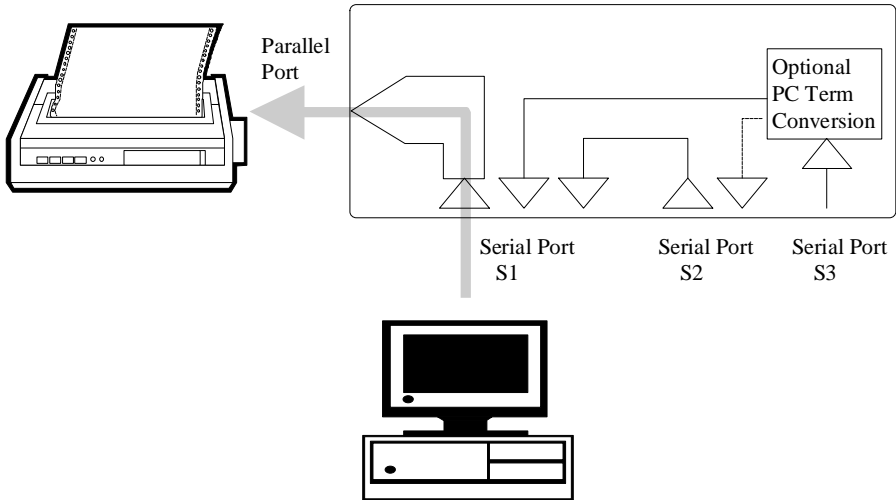 Parallel
Port
Optional
PC Term
Conversion
Serial Port
S1
Serial Port
S2
Serial Port
S3